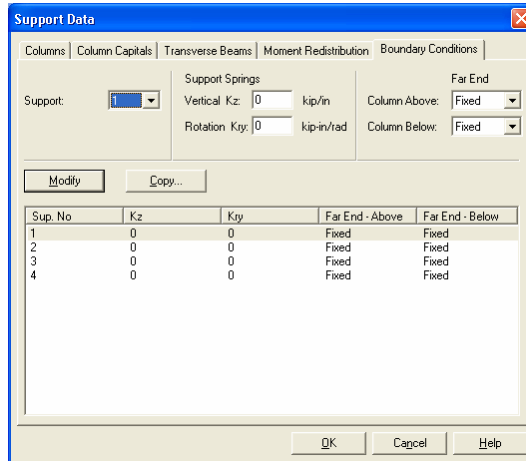 Support Data
Columns Column Capitals Transverse Beams Moment Redistribution Boundary Conditions
Support Springs Far End
Support: 1 Vertical Kz: 0 kip/in Column Above: Fixed
Rotation Kry: 0 kip-in/rad Column Below: Fixed
Modify Copy...
Sup. No Kz Kry Far End - Above Far End - Below
1 0 0 Fixed Fixed
2 0 0 Fixed Fixed
3 0 0 Fixed Fixed
4 0 0 Fixed Fixed
OK Cancel Help